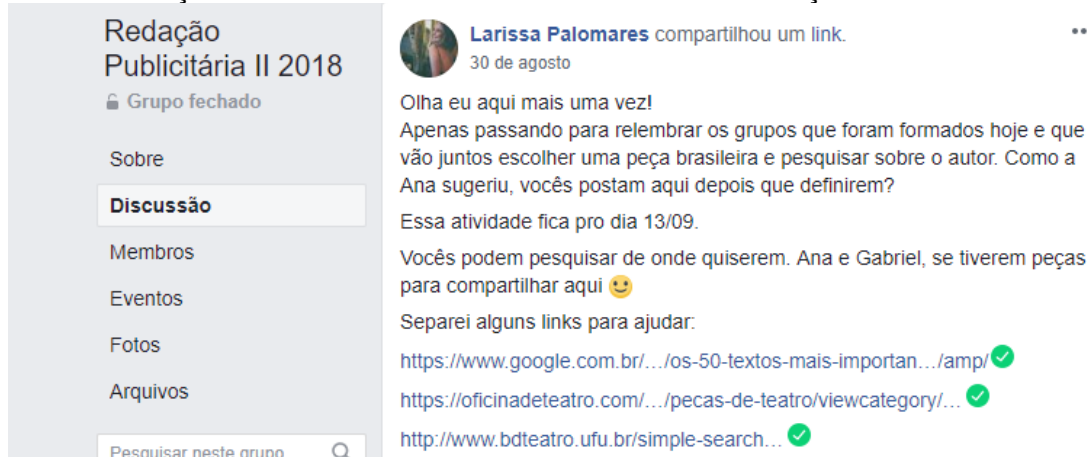 Redação
Publicitária II 2018
Grupo fechado
Sobre
Discussão
Membros
Eventos
Fotos
Arquivos
Pesquisar neste grupo
Larissa Palomares compartilhou um link.
30 de agosto
Olha eu aqui mais uma vez!
Apenas passando para relembrar os grupos que foram formados hoje e que
vão juntos escolher uma peça brasileira e pesquisar sobre o autor. Como a
Ana sugeriu, vocês postam aqui depois que definirem?
Essa atividade fica pro dia 13/09.
Vocês podem pesquisar de onde quiserem. Ana e Gabriel, se tiverem peças
para compartilhar aqui 🙂
Separei alguns links para ajudar:
https://www.google.com.br/…/os-50-textos-mais-importan…/amp/
https://oficinadeteatro.com/…/pecas-de-teatro/viewcategory/…
http://www.bdteatro.ufu.br/simple-search…